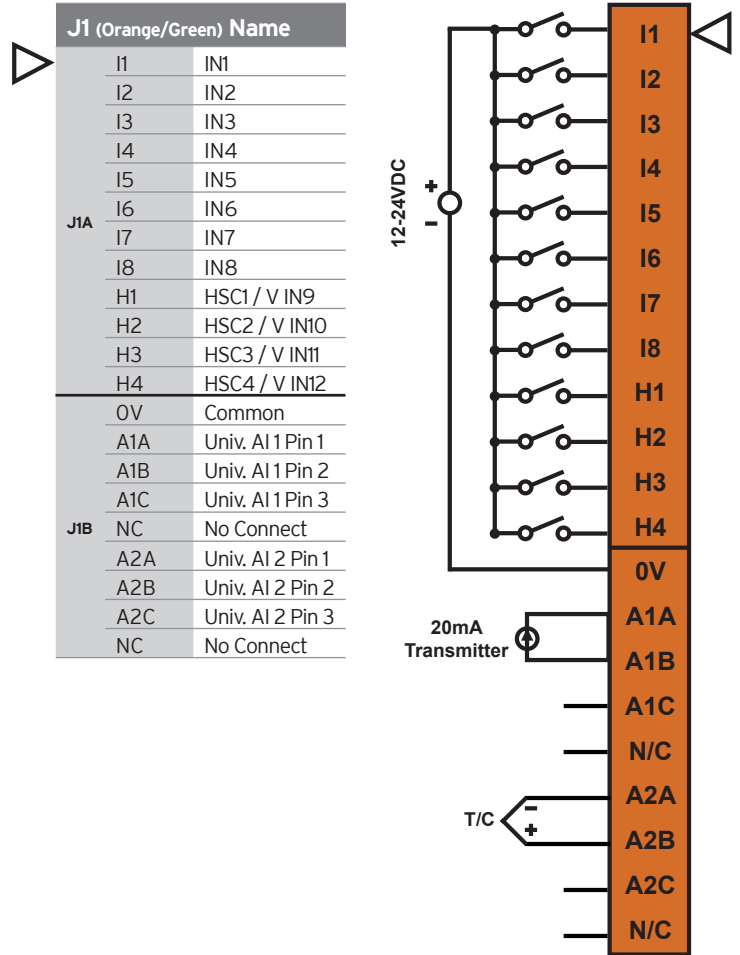 J1 (Orange/Green) Name
I1 IN1
I2 IN2
I3 IN3
I4 IN4
I5 IN5
I6 IN6
J1A
I7 IN7
I8 IN8
H1 HSC1 / V IN9
H2 HSC2 / V IN10
H3 HSC3 / V IN11
H4 HSC4 / V IN12
0V Common
A1A Univ. AI 1 Pin 1
A1B Univ. AI 1 Pin 2
A1C Univ. AI 1 Pin 3
J1B NC No Connect
A2A Univ. AI 2 Pin 1
A2B Univ. AI 2 Pin 2
A2C Univ. AI 2 Pin 3
NC No Connect
12-24VDC
+
-
I1
I2
I3
I4
I5
I6
I7
I8
H1
H2
H3
H4
0V
20mA
Transmitter
A1A
A1B
A1C
N/C
T/C
-
+
A2A
A2B
A2C
N/C